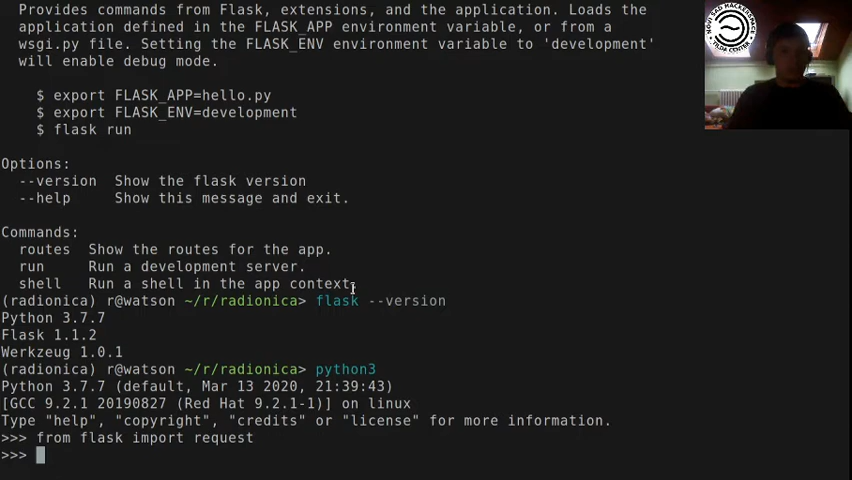 Provides commands from Flask, extensions, and the application. Loads the
application defined in the FLASK_APP environment variable, or from a
wsgi.py file. Setting the FLASK_ENV environment variable to 'development'
will enable debug mode.
$ export FLASK_APP=hello.py
$ export FLASK_ENV=development
$ flask run
Options:
--version  Show the flask version
--help     Show this message and exit.
Commands:
routes  Show the routes for the app.
run     Run a development server.
shell   Run a shell in the app context.
(radionica) r@watson ~/r/radionica> flask --version
Python 3.7.7
Flask 1.1.2
Werkzeug 1.0.1
(radionica) r@watson ~/r/radionica> python3
Python 3.7.7 (default, Mar 13 2020, 21:39:43)
[GCC 9.2.1 20190827 (Red Hat 9.2.1-1)] on linux
Type "help", "copyright", "credits" or "license" for more information.
>>> from flask import request
>>>
NOVI SAD HACKERSPACE
TILDA CENTER